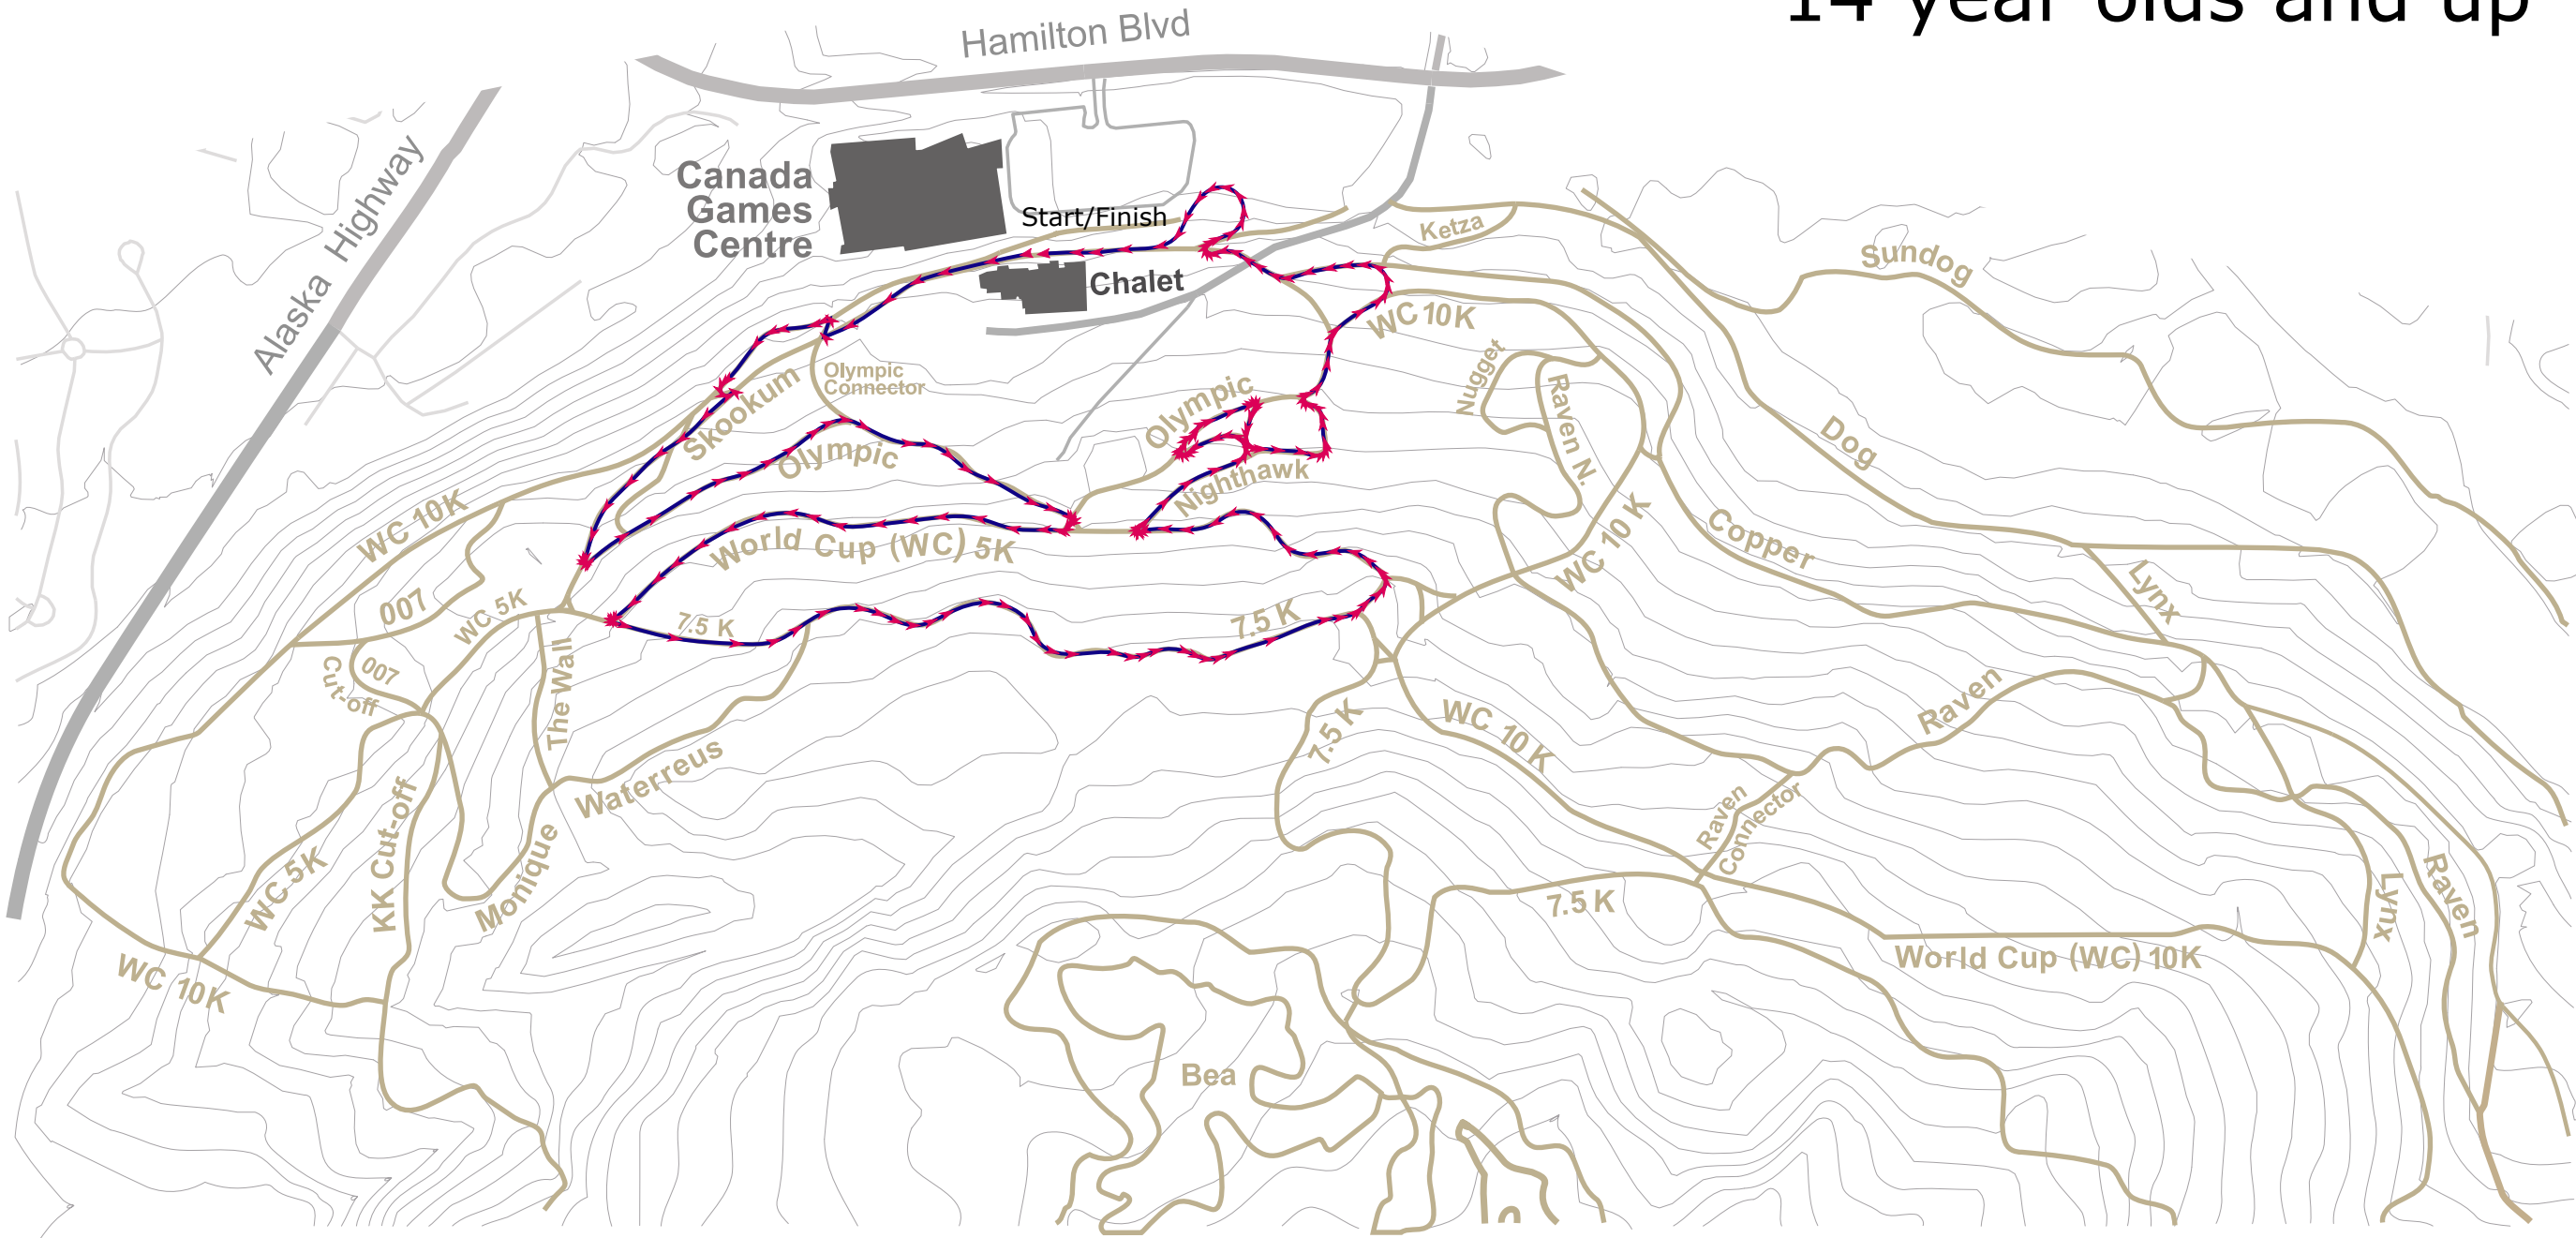 14 year olds and up
Hamilton Blvd
Alaska Highway
Canada
Games
Centre
Start/Finish
Chalet
Ketza
Sundog
WC 10K
Nugget
Raven N.
Olympic
Connector
Skookum
Olympic
Olympic
Nighthawk
Dog
Copper
WC 10K
WC 10K
World Cup (WC) 5K
Lynx
007
WC 5K
7.5 K
7.5 K
The Wall
007
Cut-off
Waterreus
7.5 K
WC 10K
Raven
Raven
Connector
KK Cut-off
WC 5K
Monique
7.5 K
World Cup (WC) 10K
Lynx
Raven
WC 10K
Bea